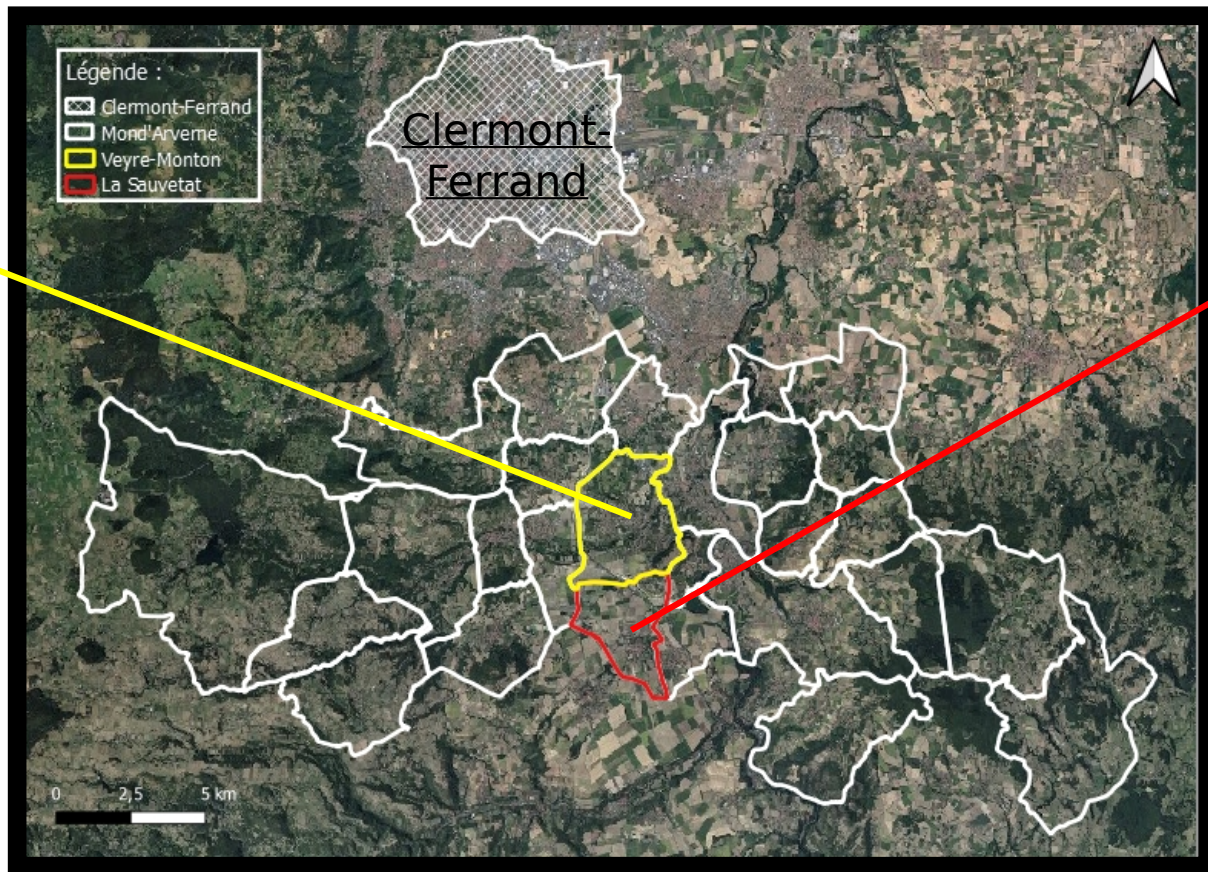 Légende :
Clermont-Ferrand
Mond'Arverne
Veyre-Monton
La Sauvetat
Clermont-
Ferrand
0 2,5 5 km